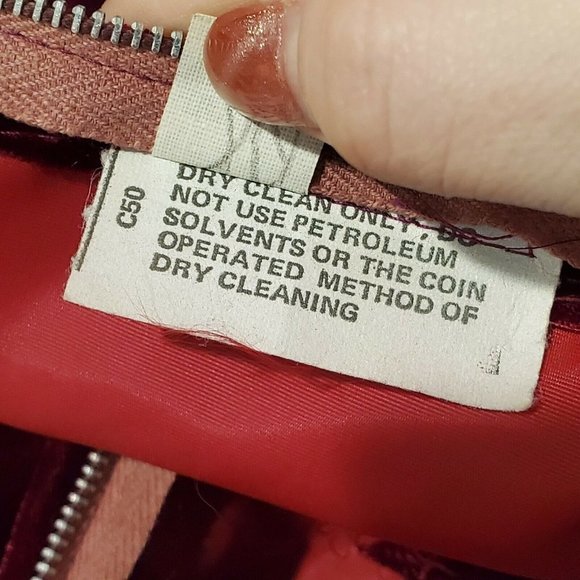 C50
DRY CLEAN ONLY, DO
NOT USE PETROLEUM
SOLVENTS OR THE COIN
OPERATED METHOD OF
DRY CLEANING